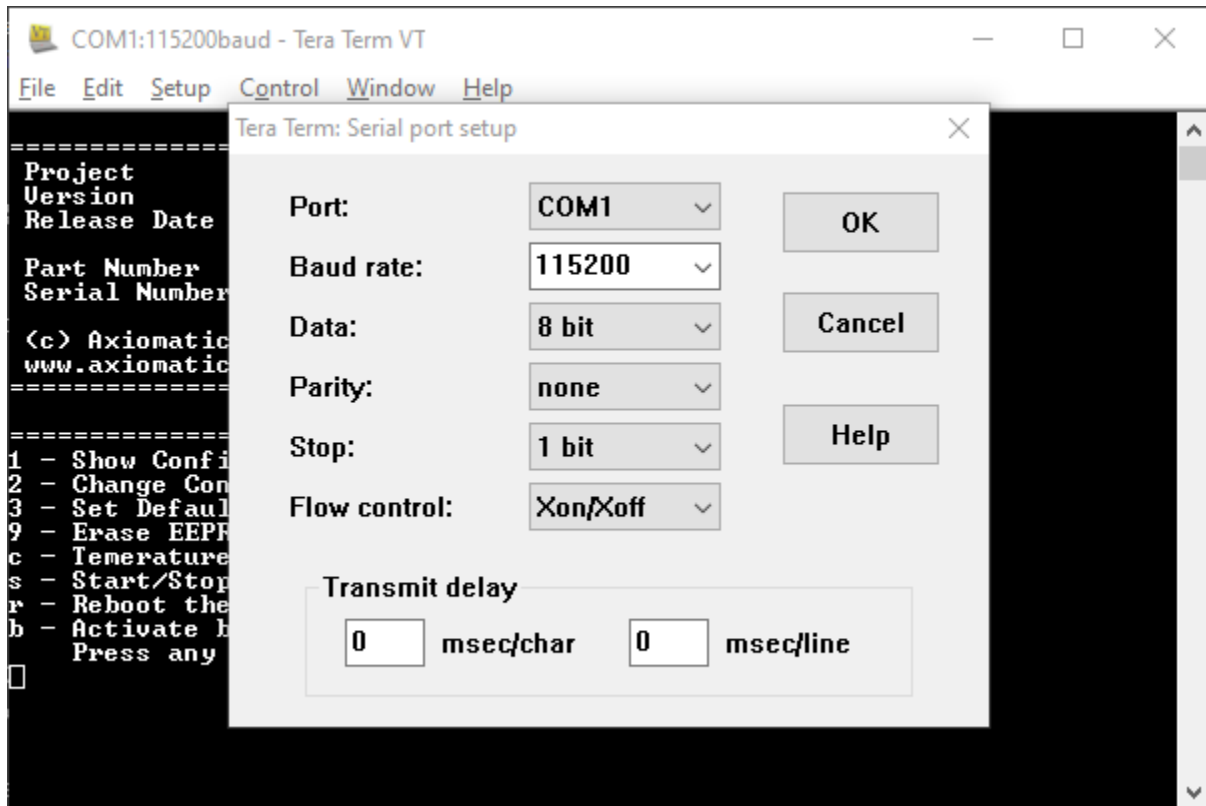 COM1:115200baud - Tera Term VT
File Edit Setup Control Window Help
Tera Term: Serial port setup
Port: COM1
Baud rate: 115200
Data: 8 bit
Parity: none
Stop: 1 bit
Flow control: Xon/Xoff
OK
Cancel
Help
Transmit delay
0 msec/char 0 msec/line
====================
Project
Version
Release Date
Part Number
Serial Number
(c) Axiomatic
www.axiomatic
====================
====================
1 - Show Confi
2 - Change Con
3 - Set Defaul
9 - Erase EEPR
c - Temerature
s - Start/Stop
r - Reboot the
b - Activate b
Press any